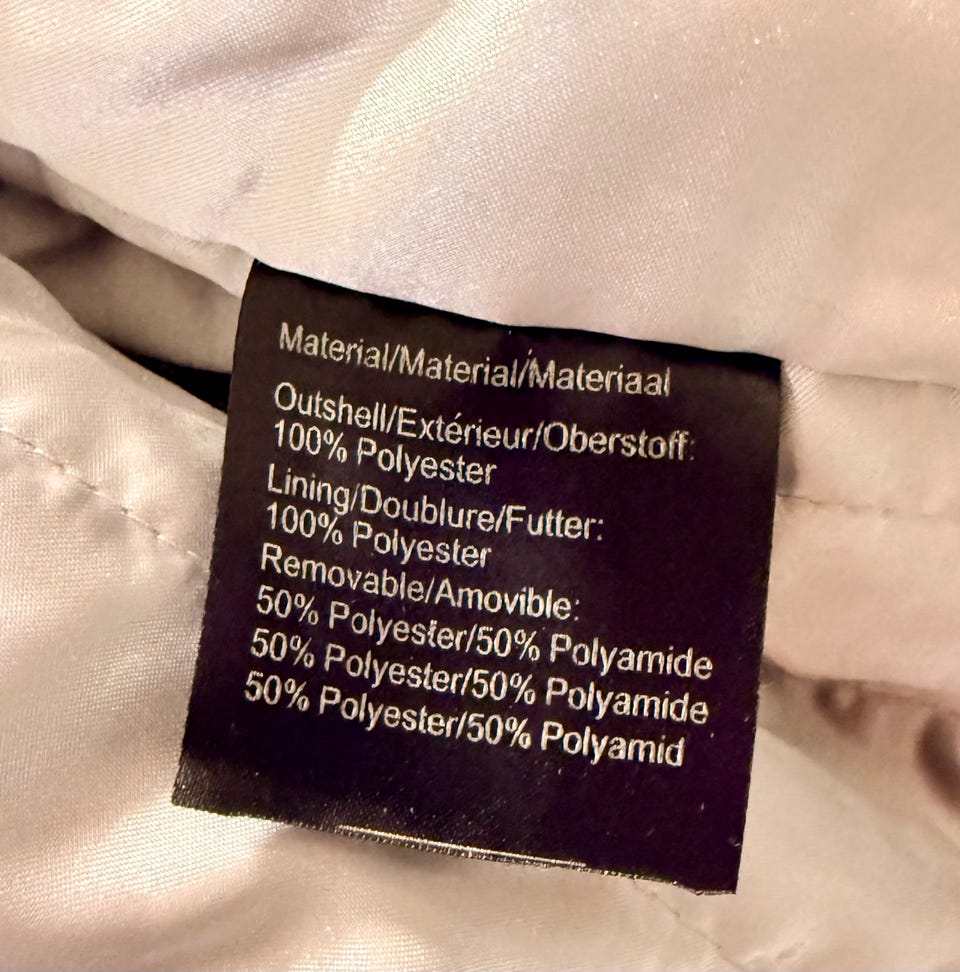 Material/Material/Materiaal
Outshell/Extérieur/Oberstoff:
100% Polyester
Lining/Doublure/Futter:
100% Polyester
Removable/Amovible:
50% Polyester/50% Polyamide
50% Polyester/50% Polyamide
50% Polyester/50% Polyamid